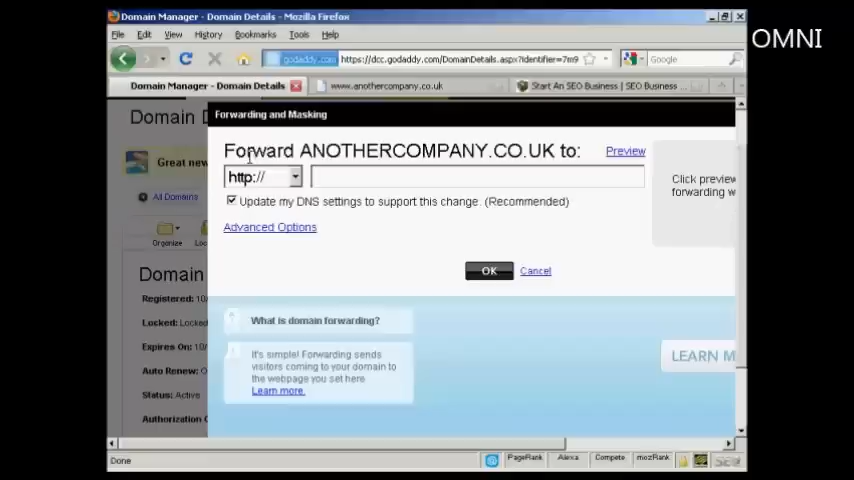 Domain Manager - Domain Details - Mozilla Firefox
OMNI
File Edit View History Bookmarks Tools Help
godaddy.com https://dcc.godaddy.com/DomainDetails.aspx?identifier=7m9
Google
Domain Manager - Domain Details
www.anothercompany.co.uk
Start An SEO Business | SEO Business ...
Domain D
Forwarding and Masking
Great new
Forward ANOTHERCOMPANY.CO.UK to:
Preview
http://
Click preview
forwarding w
All Domains
Update my DNS settings to support this change. (Recommended)
Advanced Options
Organize Loc
OK Cancel
Domain
Registered: 10/
Locked: Locked
Expires On: 10/
Auto Renew: O
Status: Active
Authorization C
What is domain forwarding?
It's simple! Forwarding sends
visitors coming to your domain to
the webpage you set here
Learn more.
LEARN M
Done
PageRank Alexa Compete mozRank
SEO